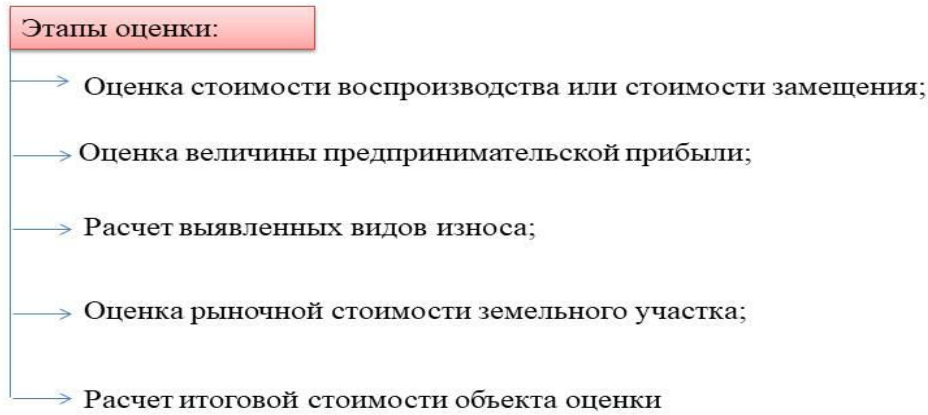 Этапы оценки:
Оценка стоимости воспроизводства или стоимости замещения;
Оценка величины предпринимательской прибыли;
Расчет выявленных видов износа;
Оценка рыночной стоимости земельного участка;
Расчет итоговой стоимости объекта оценки